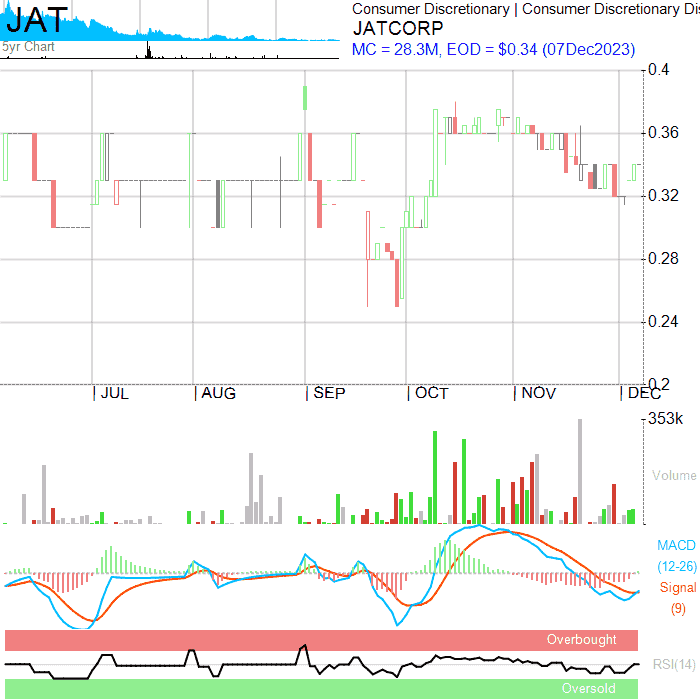 JAT
5yr Chart
Consumer Discretionary | Consumer Discretionary Dis
JATCORP
MC = 28.3M, EOD = $0.34 (07Dec2023)
0.4
0.36
0.32
0.28
0.24
0.2
JUL
AUG
SEP
OCT
NOV
DEC
353k
Volume
MACD
(12-26)
Signal
(9)
Overbought
RSI(14)
Oversold